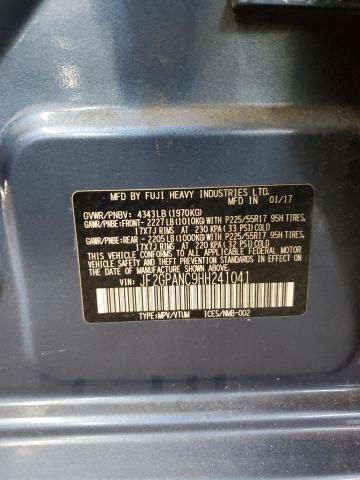 MFD BY FUJI HEAVY INDUSTRIES LTD.
IN 01/17
GVWR/PNBV: 4343LB(1970KG)
GAWR/PNBE:FRONT- 2227LB(1010KG) WITH P225/55R17 95H TIRES,
17X7J RIMS AT 230 KPA(33 PSI)COLD
GAWR/PNBE:REAR -2205LB(1000KG) WITH P225/55R17 95H TIRES,
17X7J RIMS AT 220 KPA(32 PSI)COLD
THIS VEHICLE CONFORMS TO ALL APPLICABLE FEDERAL MOTOR
VEHICLE SAFETY AND THEFT PREVENTION STANDARDS IN EFFECT
ON THE DATE OF MANUFACTURE SHOWN ABOVE.
VIN: JF2GPANC9HH241041
TYPE:MPV/VTUM ICES/NMB-002